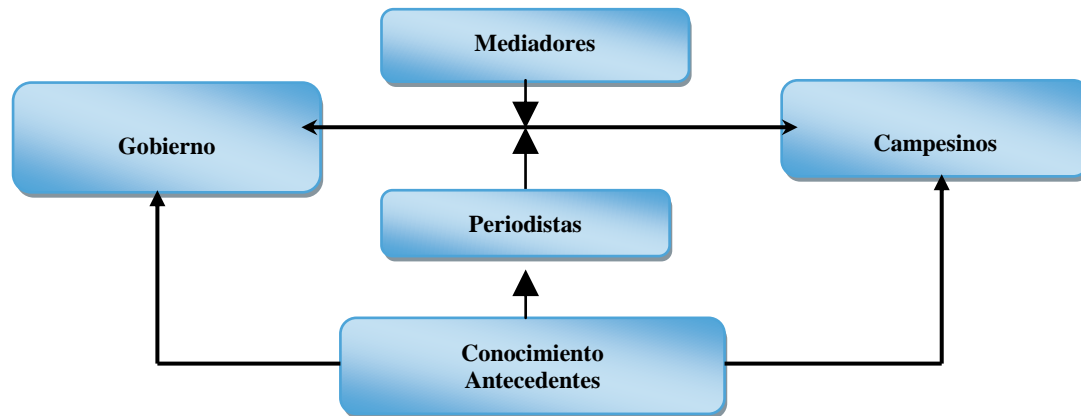 Mediadores
Gobierno
Campesinos
Periodistas
Conocimiento
Antecedentes